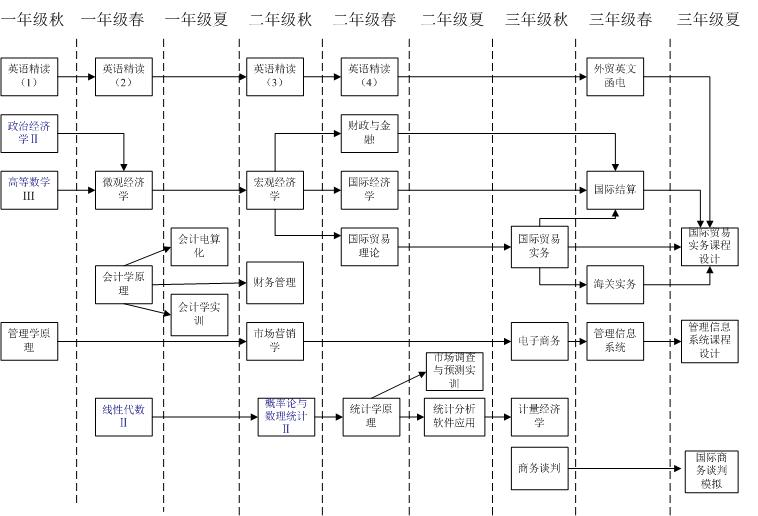 一年级秋
一年级春
一年级夏
二年级秋
二年级春
二年级夏
三年级秋
三年级春
三年级夏
英语精读
（1）
英语精读
（2）
英语精读
（3）
英语精读
（4）
外贸英文
函电
政治经济
学Ⅱ
财政与金
融
高等数学
III
微观经济
学
宏观经济
学
国际经济
学
国际结算
会计电算
化
国际贸易
理论
国际贸易
实务
国际贸易
实务课程
设计
会计学原
理
财务管理
海关实务
会计学实
训
管理学原
理
市场营销
学
电子商务
管理信息
系统
管理信息
系统课程
设计
市场调查
与预测实
训
线性代数
Ⅱ
概率论与
数理统计
Ⅱ
统计学原
理
统计分析
软件应用
计量经济
学
商务谈判
国际商
务谈判
模拟